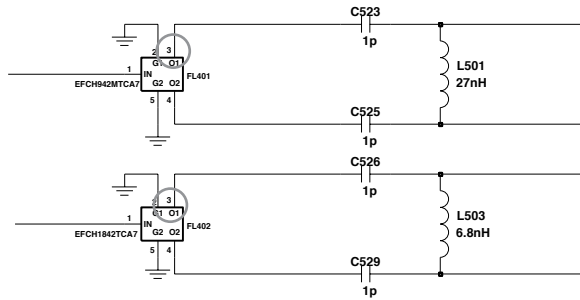 C523
1p
2 3
G1 O1
1 IN
FL401
G2 O2
EFCH942MTCA7
5 4
L501
27nH
C525
1p
C526
1p
3
G1 O1
1 IN
G2 O2
FL402
EFCH1842TCA7
5 4
L503
6.8nH
C529
1p